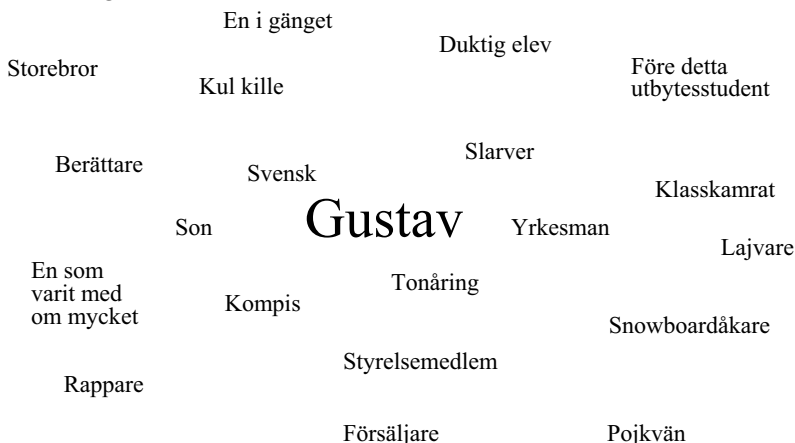 En i gänget
Duktig elev
Storebror
Kul kille
Före detta
utbytesstudent
Berättare
Svensk
Slarver
Klasskamrat
Son
Gustav
Yrkesman
Lajvare
En som
varit med
om mycket
Kompis
Tonåring
Snowboardåkare
Styrelsemedlem
Rappare
Försäljare
Pojkvän